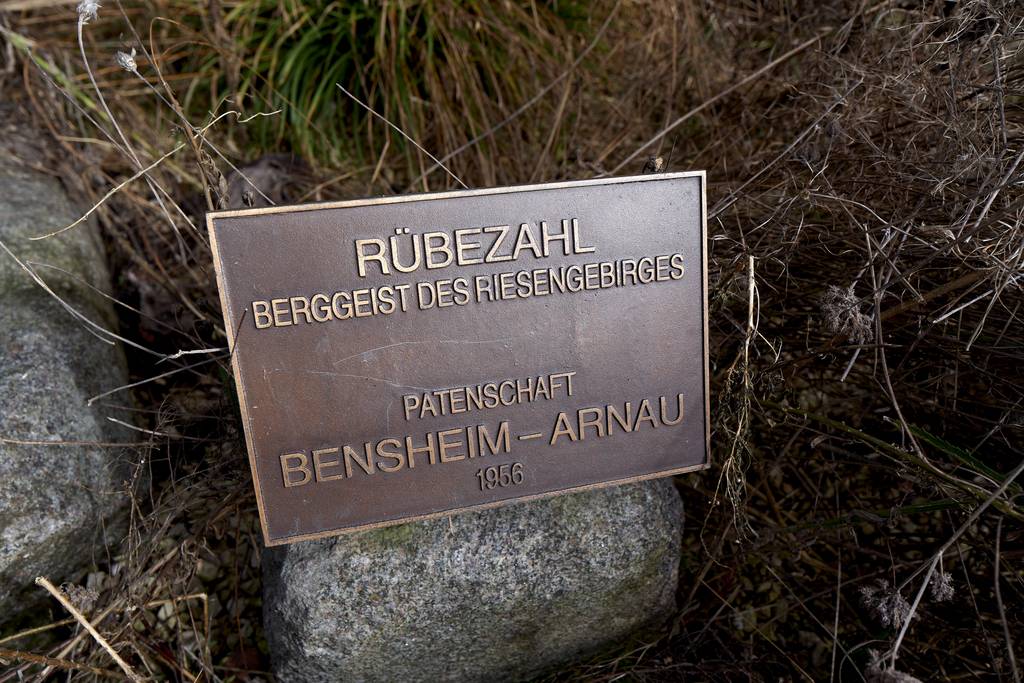 RÜBEZAHL
BERGGEIST DES RIESENGEBIRGES
PATENSCHAFT
BENSHEIM – ARNAU
1956